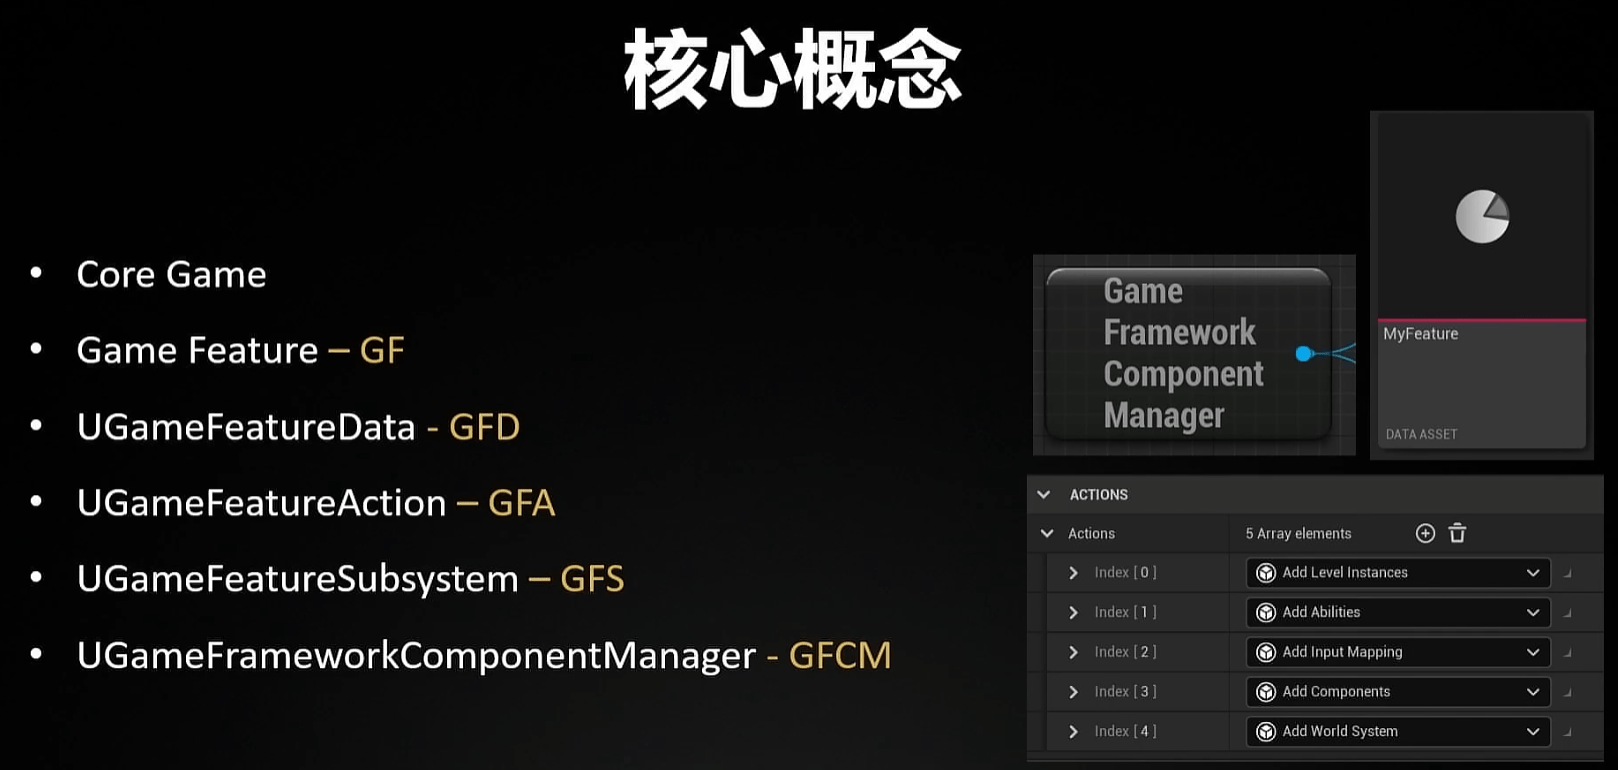 核心概念
• Core Game
• Game Feature – GF
• UGameFeatureData - GFD
• UGameFeatureAction – GFA
• UGameFeatureSubsystem – GFS
• UGameFrameworkComponentManager - GFCM
Game
Framework
Component
Manager
MyFeature
DATA ASSET
ACTIONS
Actions 5 Array elements
Index [ 0 ] Add Level Instances
Index [ 1 ] Add Abilities
Index [ 2 ] Add Input Mapping
Index [ 3 ] Add Components
Index [ 4 ] Add World System